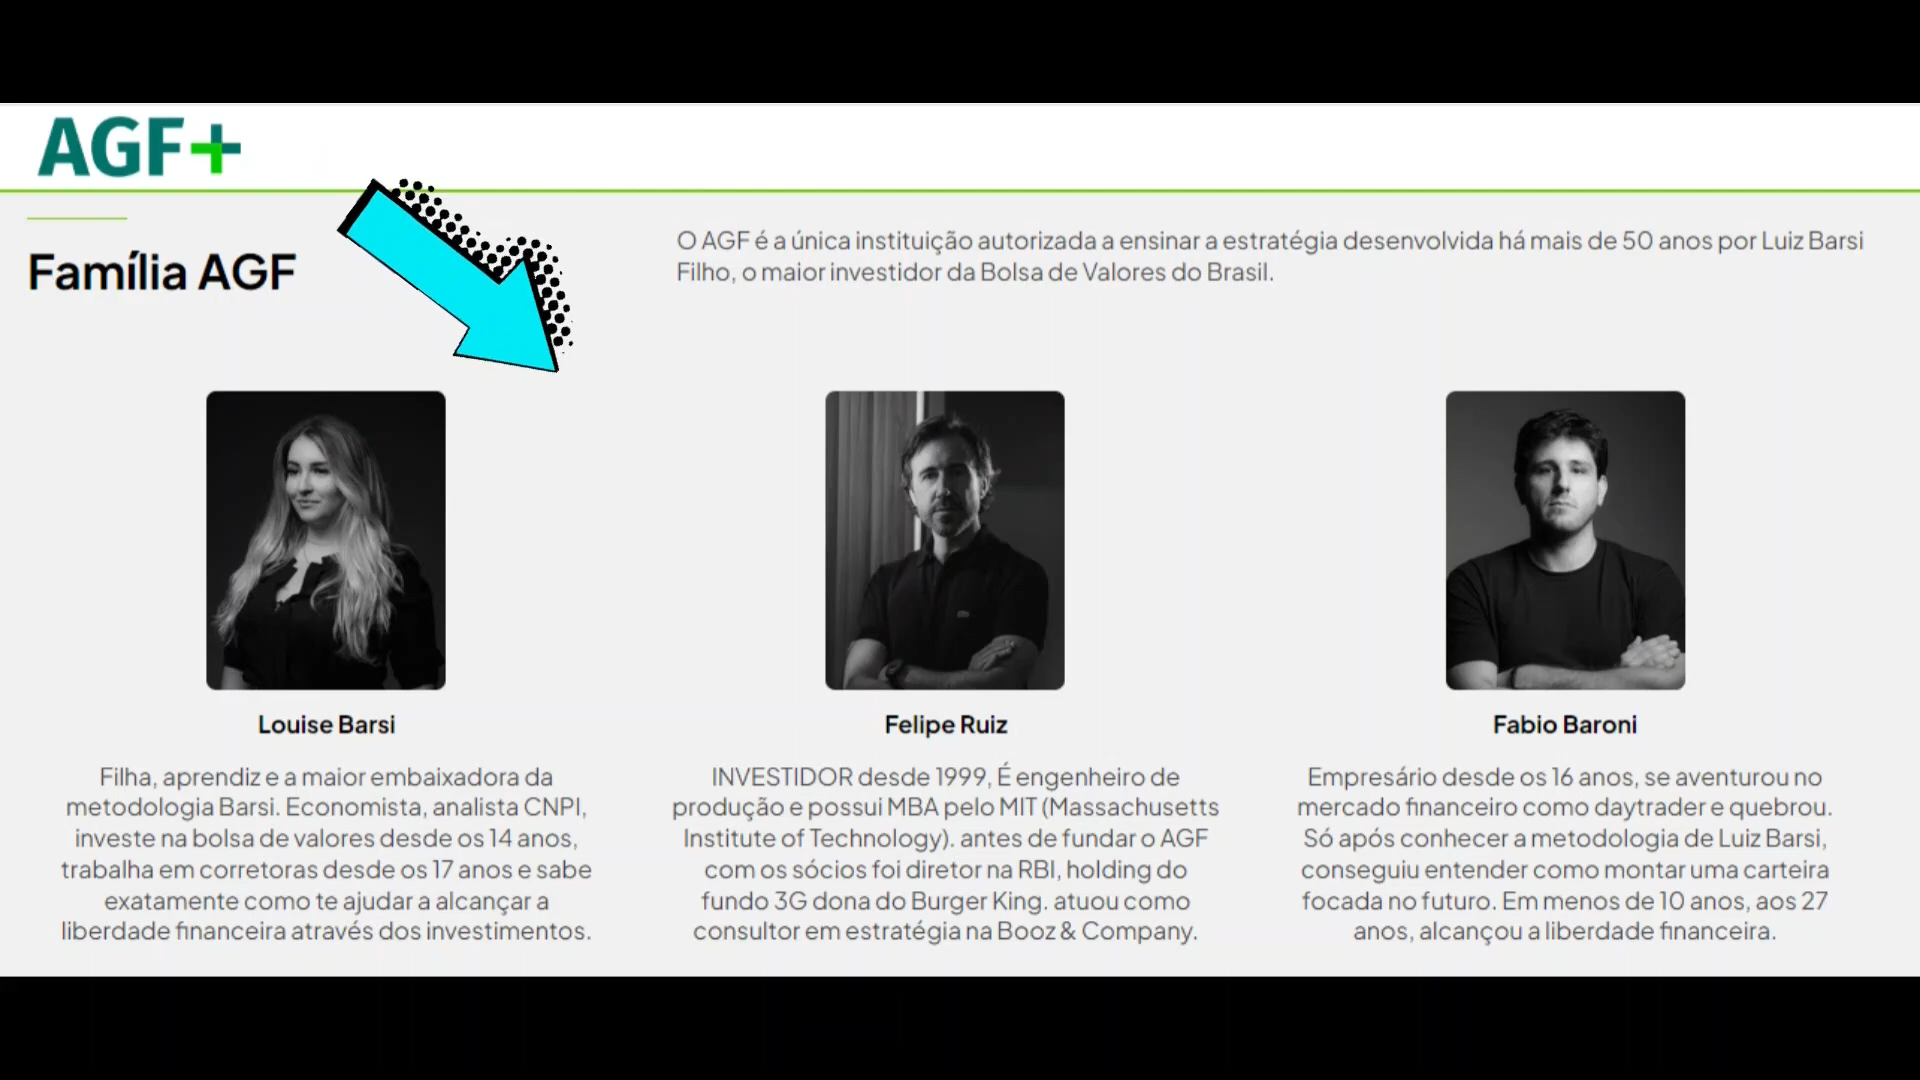 AGF+
Família AGF
O AGF é a única instituição autorizada a ensinar a estratégia desenvolvida há mais de 50 anos por Luiz Barsi
Filho, o maior investidor da Bolsa de Valores do Brasil.
Louise Barsi
Filha, aprendiz e a maior embaixadora da
metodologia Barsi. Economista, analista CNPI,
investe na bolsa de valores desde os 14 anos,
trabalha em corretoras desde os 17 anos e sabe
exatamente como te ajudar a alcançar a
liberdade financeira através dos investimentos.
Felipe Ruiz
INVESTIDOR desde 1999, É engenheiro de
produção e possui MBA pelo MIT (Massachusetts
Institute of Technology). antes de fundar o AGF
com os sócios foi diretor na RBI, holding do
fundo 3G dona do Burger King. atuou como
consultor em estratégia na Booz & Company.
Fabio Baroni
Empresário desde os 16 anos, se aventurou no
mercado financeiro como daytrader e quebrou.
Só após conhecer a metodologia de Luiz Barsi,
conseguiu entender como montar uma carteira
focada no futuro. Em menos de 10 anos, aos 27
anos, alcançou a liberdade financeira.